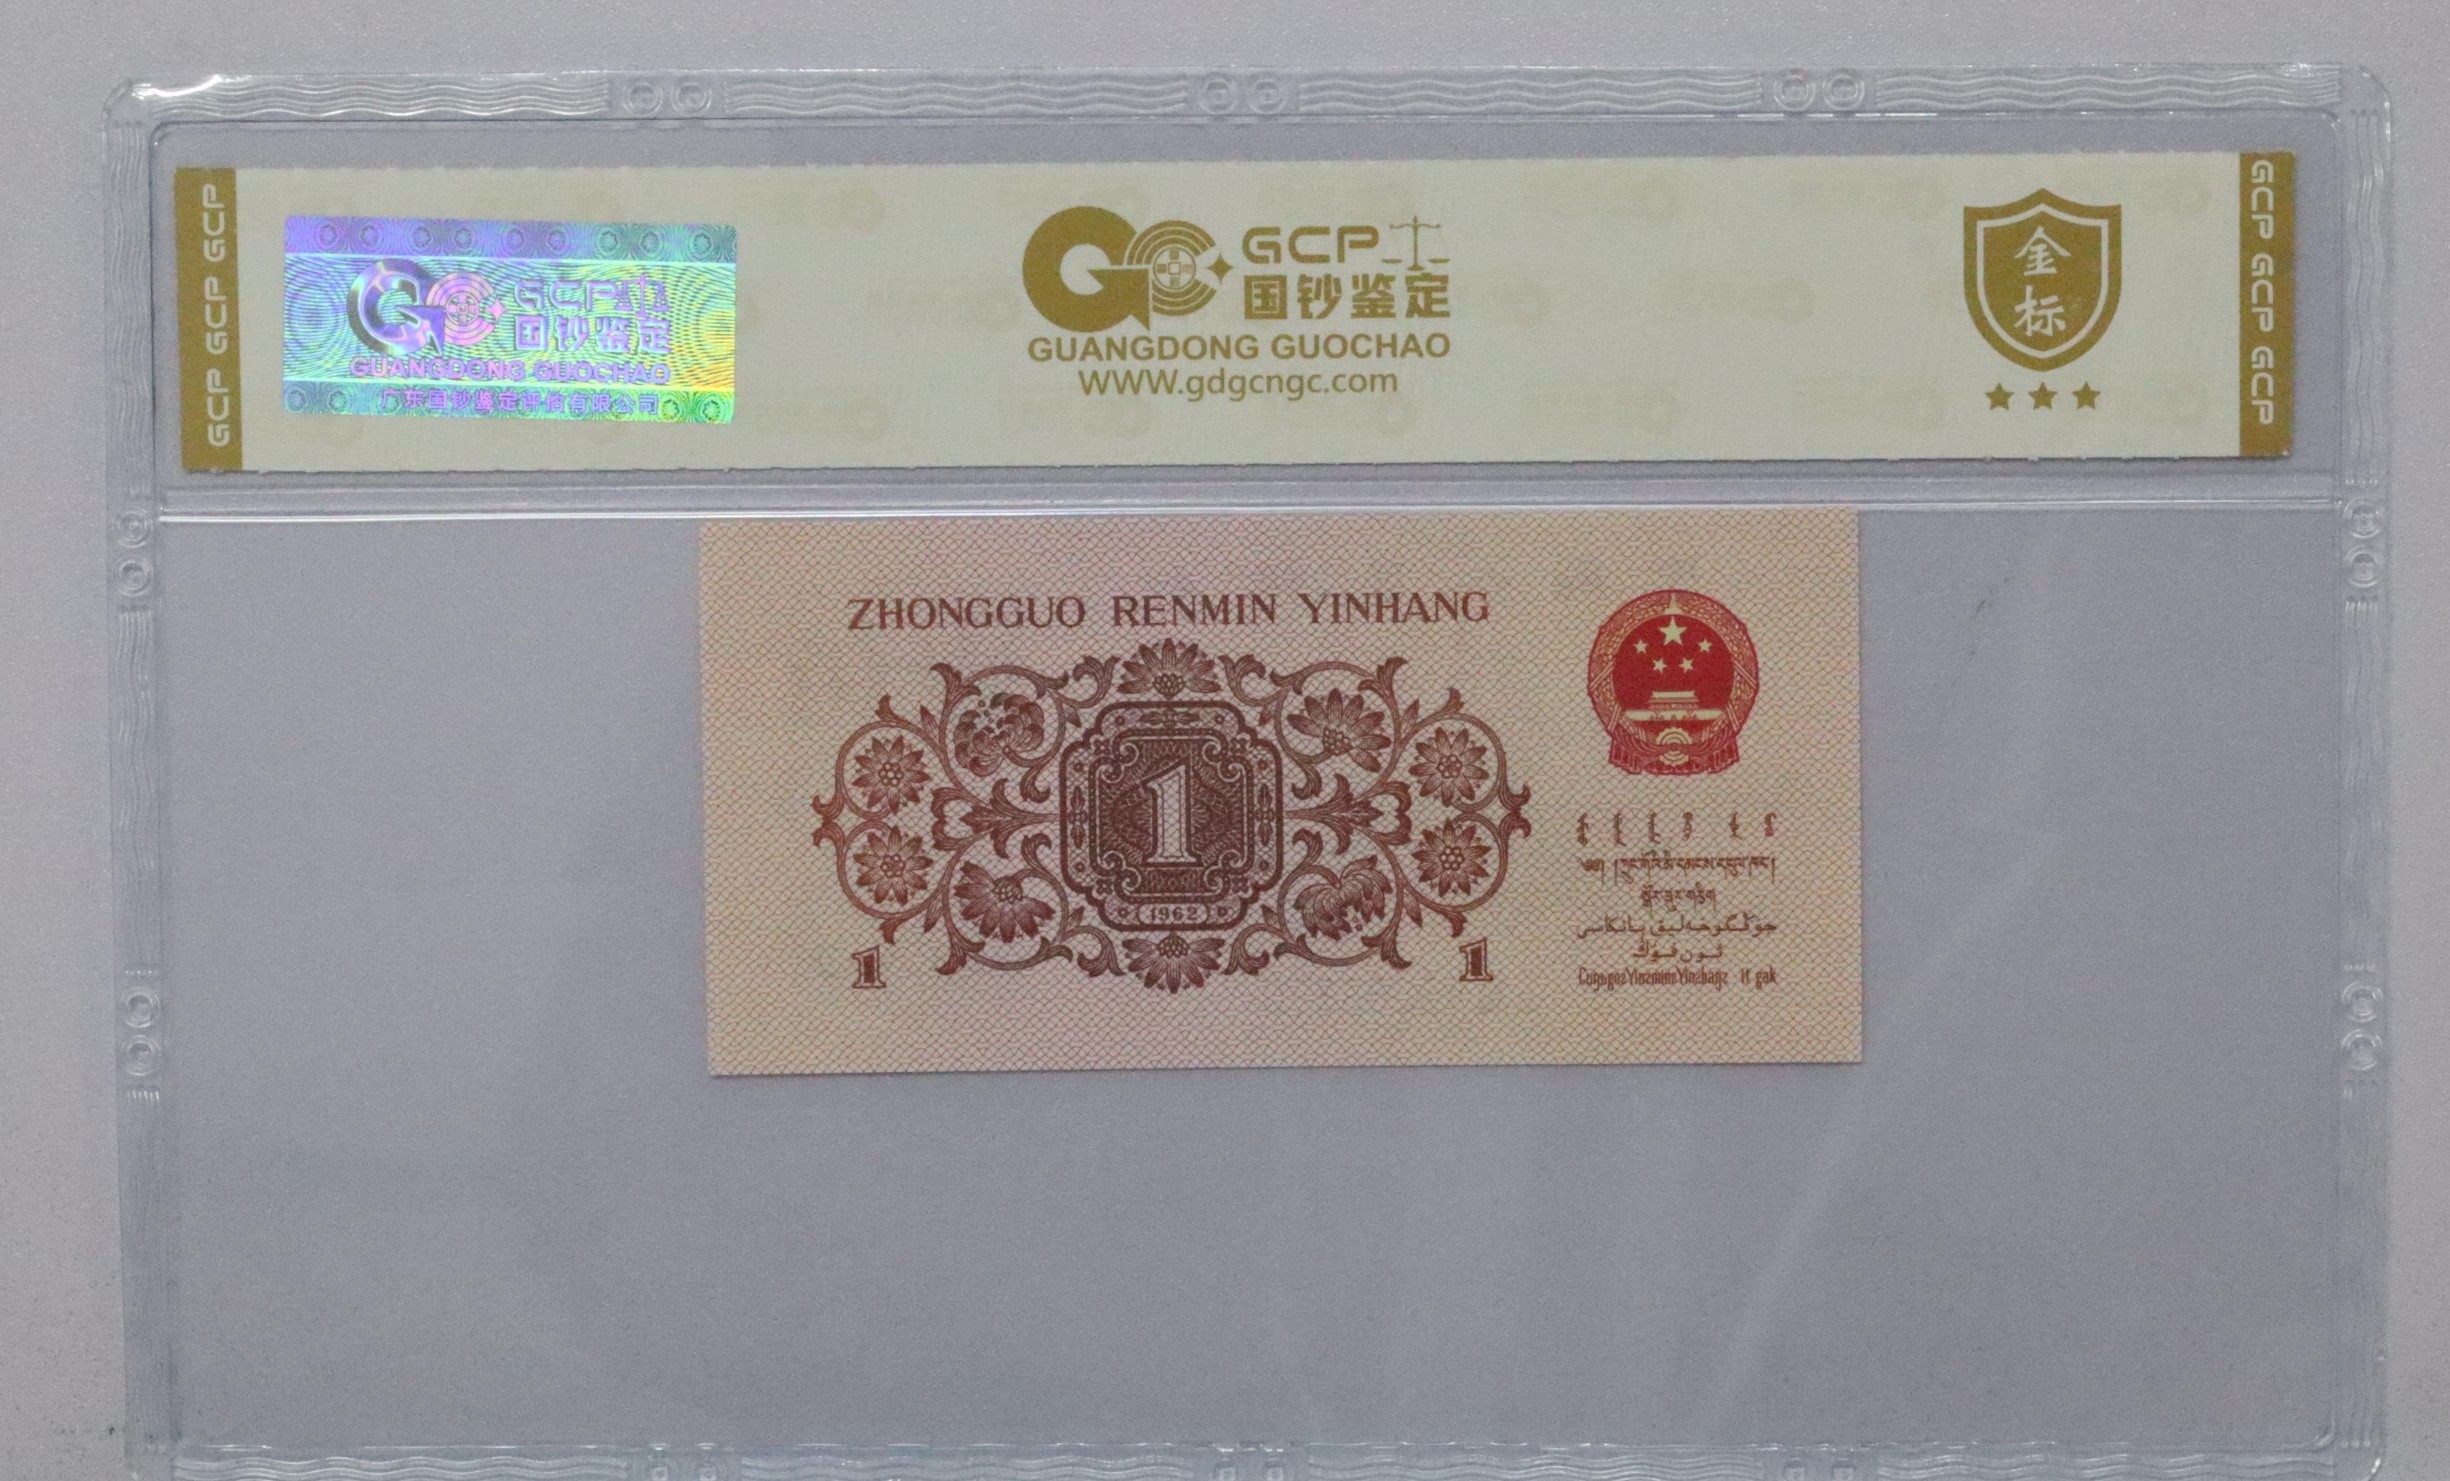 GCP GCP GCP
GCP
国钞鉴定
GUANGDONG GUOCHAO
广东国钞鉴定评估有限公司
GCP
国钞鉴定
GUANGDONG GUOCHAO
WWW.gdgcngc.com
金
标
GCP GCP GCP
ZHONGGUO RENMIN YINHANG
1
1962
1
1